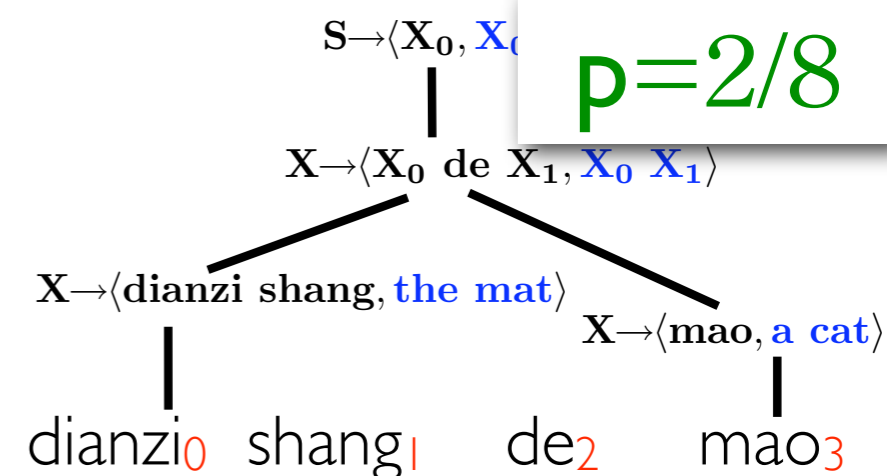 S→⟨X₀, X₀
p=2/8
X→⟨X₀ de X₁, X₀ X₁⟩
X→⟨dianzi shang, the mat⟩
X→⟨mao, a cat⟩
dianzi₀ shang₁ de₂ mao₃